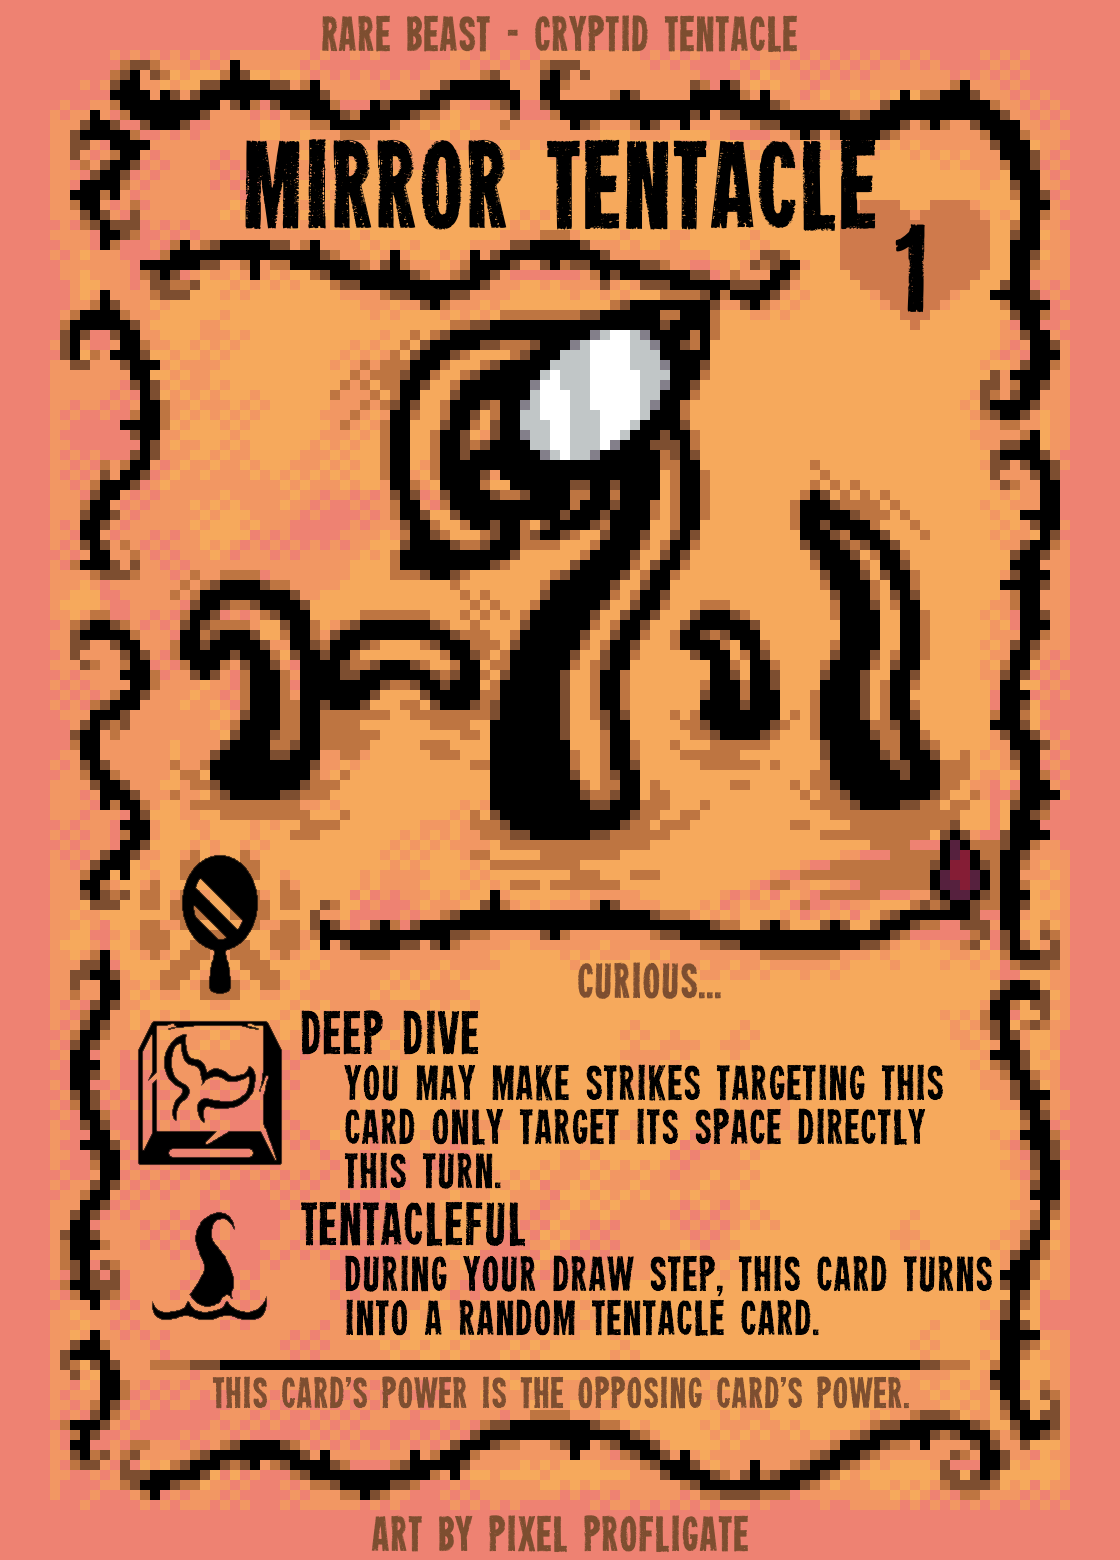 RARE BEAST - CRYPTID TENTACLE
MIRROR TENTACLE
1
CURIOUS...
DEEP DIVE
YOU MAY MAKE STRIKES TARGETING THIS
CARD ONLY TARGET ITS SPACE DIRECTLY
THIS TURN.
TENTACLEFUL
DURING YOUR DRAW STEP, THIS CARD TURNS
INTO A RANDOM TENTACLE CARD.
THIS CARD'S POWER IS THE OPPOSING CARD'S POWER.
ART BY PIXEL PROFLIGATE